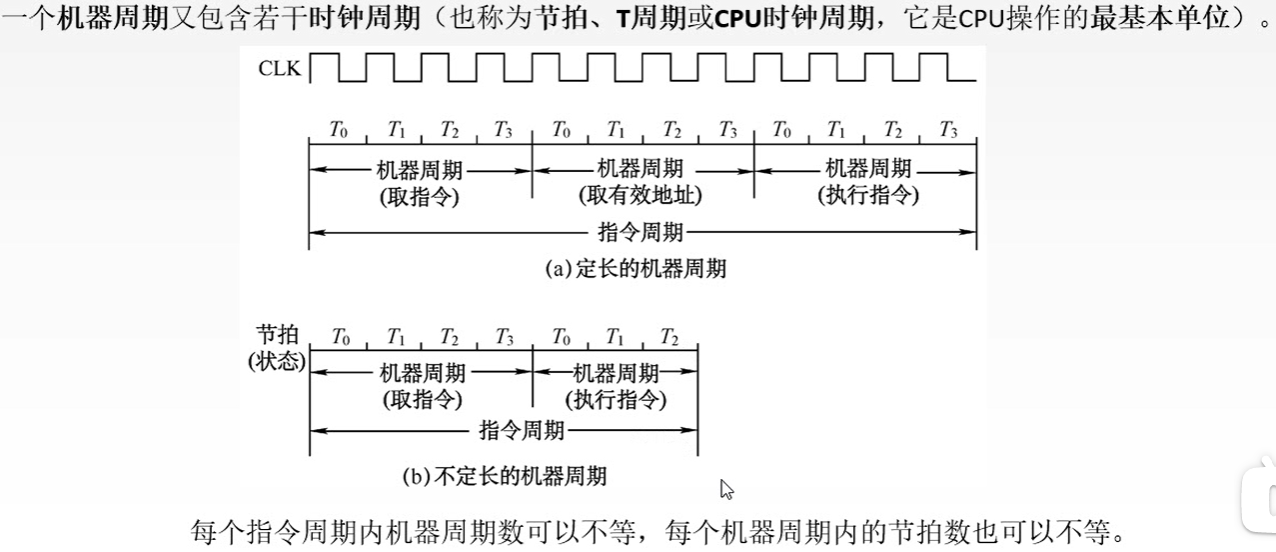 一个机器周期又包含若干时钟周期（也称为节拍、T周期或CPU时钟周期，它是CPU操作的最基本单位）。
CLK
T0 T1 T2 T3 T0 T1 T2 T3 T0 T1 T2 T3
机器周期 机器周期 机器周期
(取指令) (取有效地址) (执行指令)
指令周期
(a)定长的机器周期
节拍 T0 T1 T2 T3 T0 T1 T2
(状态)
机器周期 机器周期
(取指令) (执行指令)
指令周期
(b)不定长的机器周期
每个指令周期内机器周期数可以不等，每个机器周期内的节拍数也可以不等。